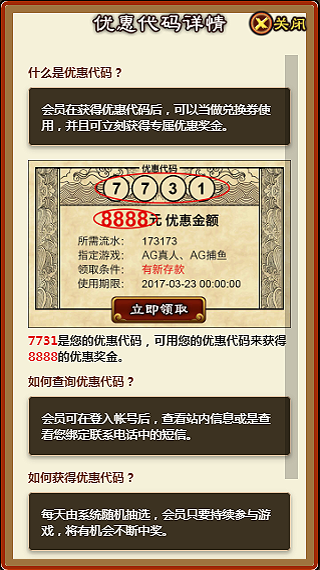 优惠代码详情
关闭
什么是优惠代码？
会员在获得优惠代码后，可以当做兑换券使
用，并且可立刻获得专属优惠奖金。
优惠代码
7 7 3 1
8888元 优惠金额
所需流水： 173173
指定游戏： AG真人、AG捕鱼
领取条件： 有新存款
使用期限： 2017-03-23 00:00:00
立即领取
7731是您的优惠代码，可用您的优惠代码来获得
8888的优惠奖金。
如何查询优惠代码？
会员可在登入帐号后，查看站内信息或是查
看您绑定联系电话中的短信。
如何获得优惠代码？
每天由系统随机抽选，会员只要持续参与游
戏，将有机会不断中奖。